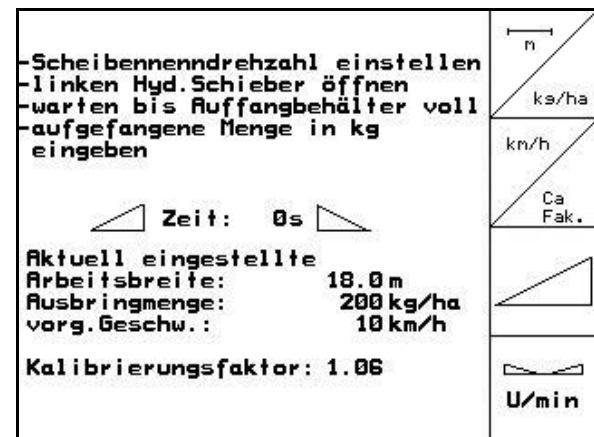 -Scheibennenndrehzahl einstellen
-linken Hyd.Schieber öffnen
-warten bis Auffangbehälter voll
-aufgefangene Menge in kg
eingeben
Zeit: 0s
Aktuell eingestellte
Arbeitsbreite: 18.0m
Ausbringmenge: 200kg/ha
vorg.Geschw.: 10km/h
Kalibrierungsfaktor: 1.06
m
kg/ha
km/h
Ca
Fak.
U/min